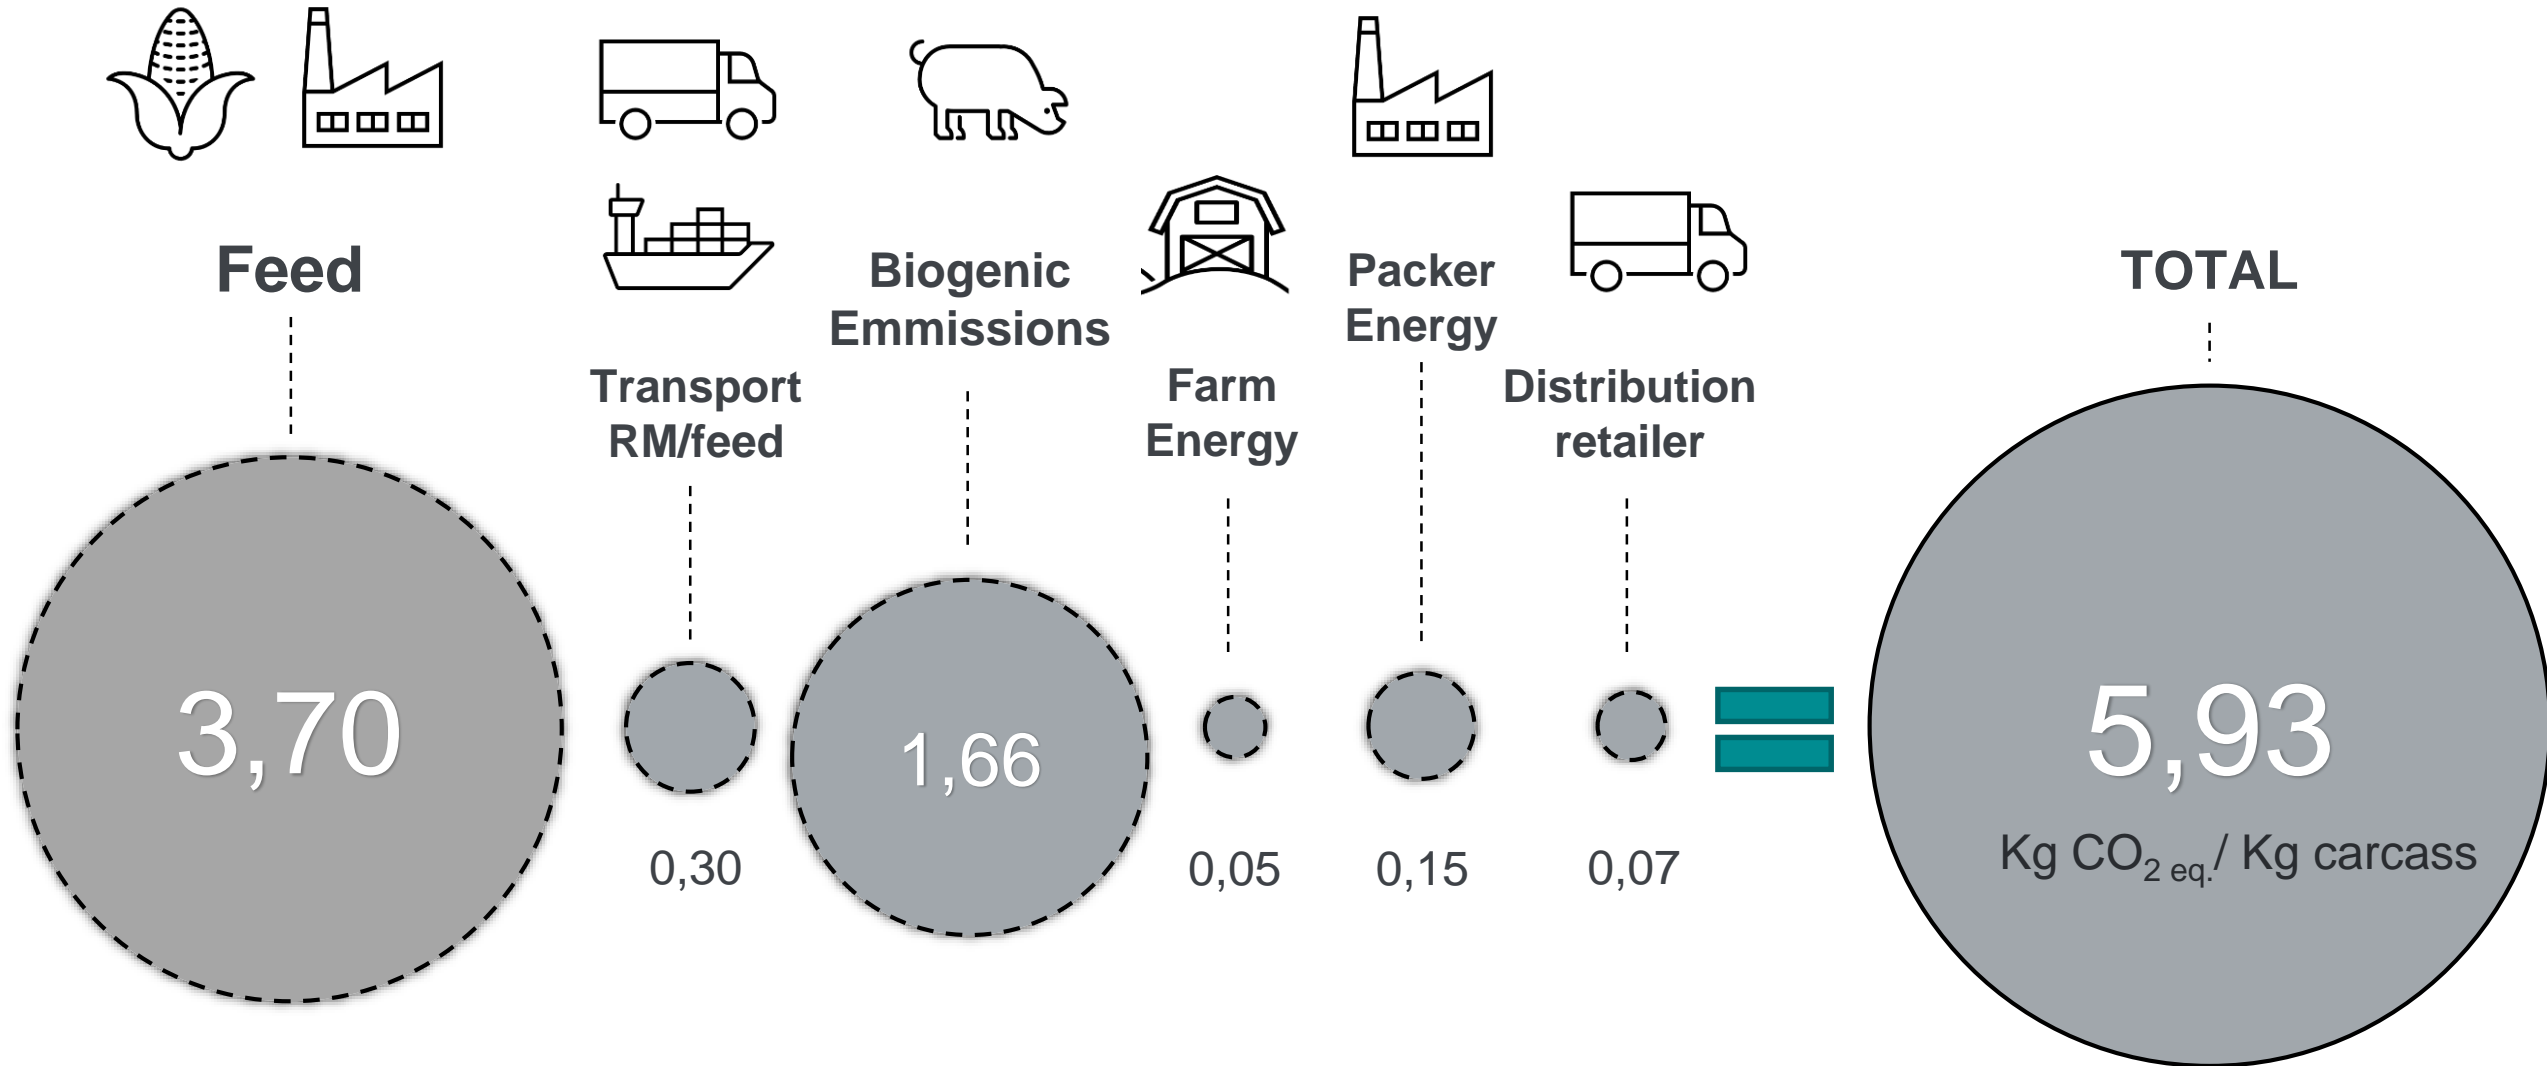 Feed
3,70
Transport
RM/feed
0,30
Biogenic
Emmissions
1,66
Farm
Energy
0,05
Packer
Energy
0,15
Distribution
retailer
0,07
TOTAL
5,93
Kg CO2 eq./ Kg carcass